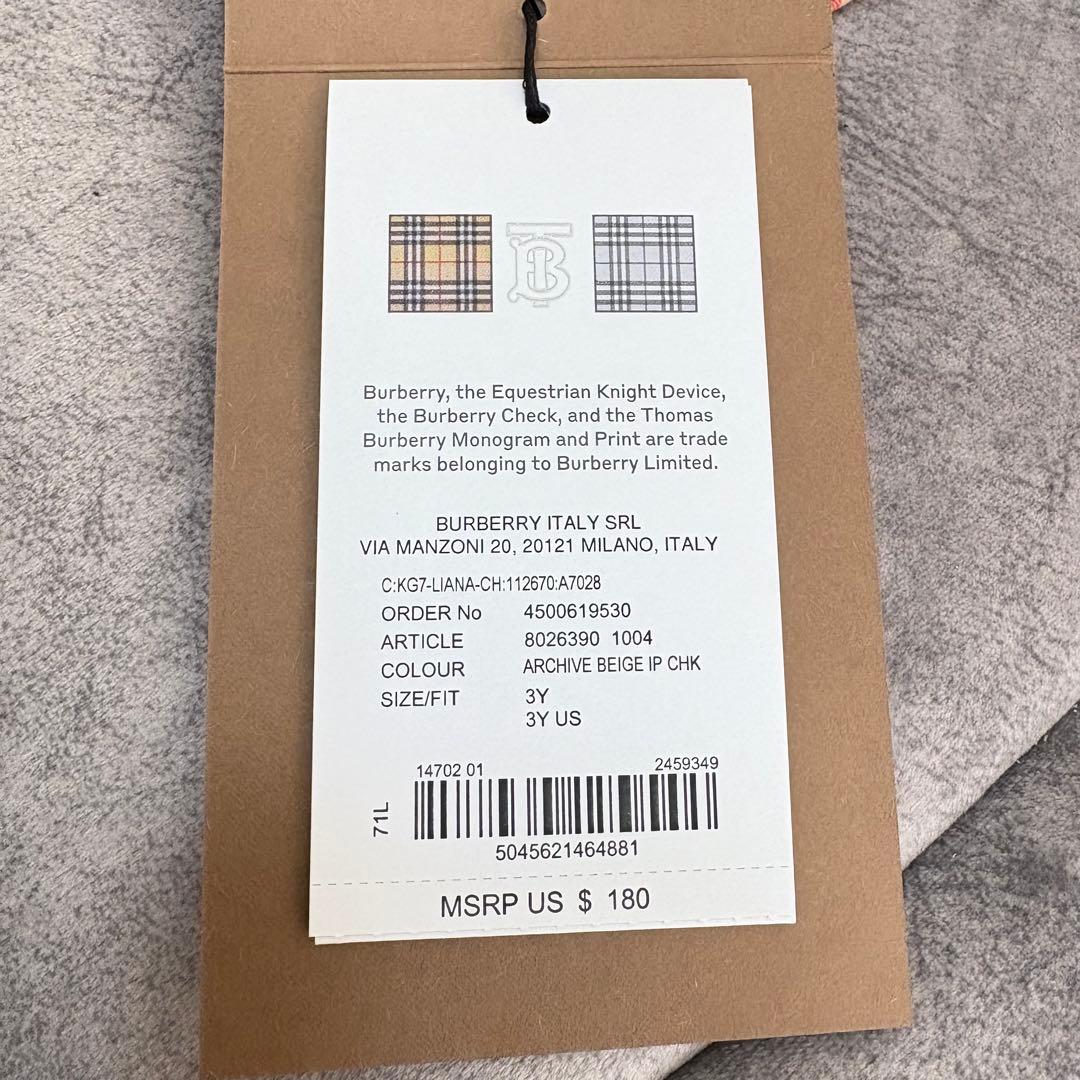 Burberry, the Equestrian Knight Device,
the Burberry Check, and the Thomas
Burberry Monogram and Print are trade
marks belonging to Burberry Limited.
BURBERRY ITALY SRL
VIA MANZONI 20, 20121 MILANO, ITALY
C:KG7-LIANA-CH:112670:A7028
ORDER No 4500619530
ARTICLE 8026390 1004
COLOUR ARCHIVE BEIGE IP CHK
SIZE/FIT 3Y
3Y US
14702 01 2459349
71L
5045621464881
MSRP US $ 180